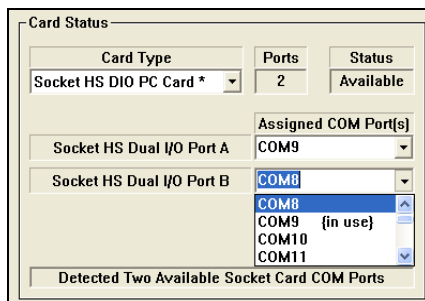 Card Status
Card Type Ports Status
Socket HS DIO PC Card * 2 Available
Assigned COM Port(s)
Socket HS Dual I/O Port A COM9
Socket HS Dual I/O Port B COM8
COM8
COM9 {in use}
COM10
COM11
Detected Two Available Socket Card COM Ports